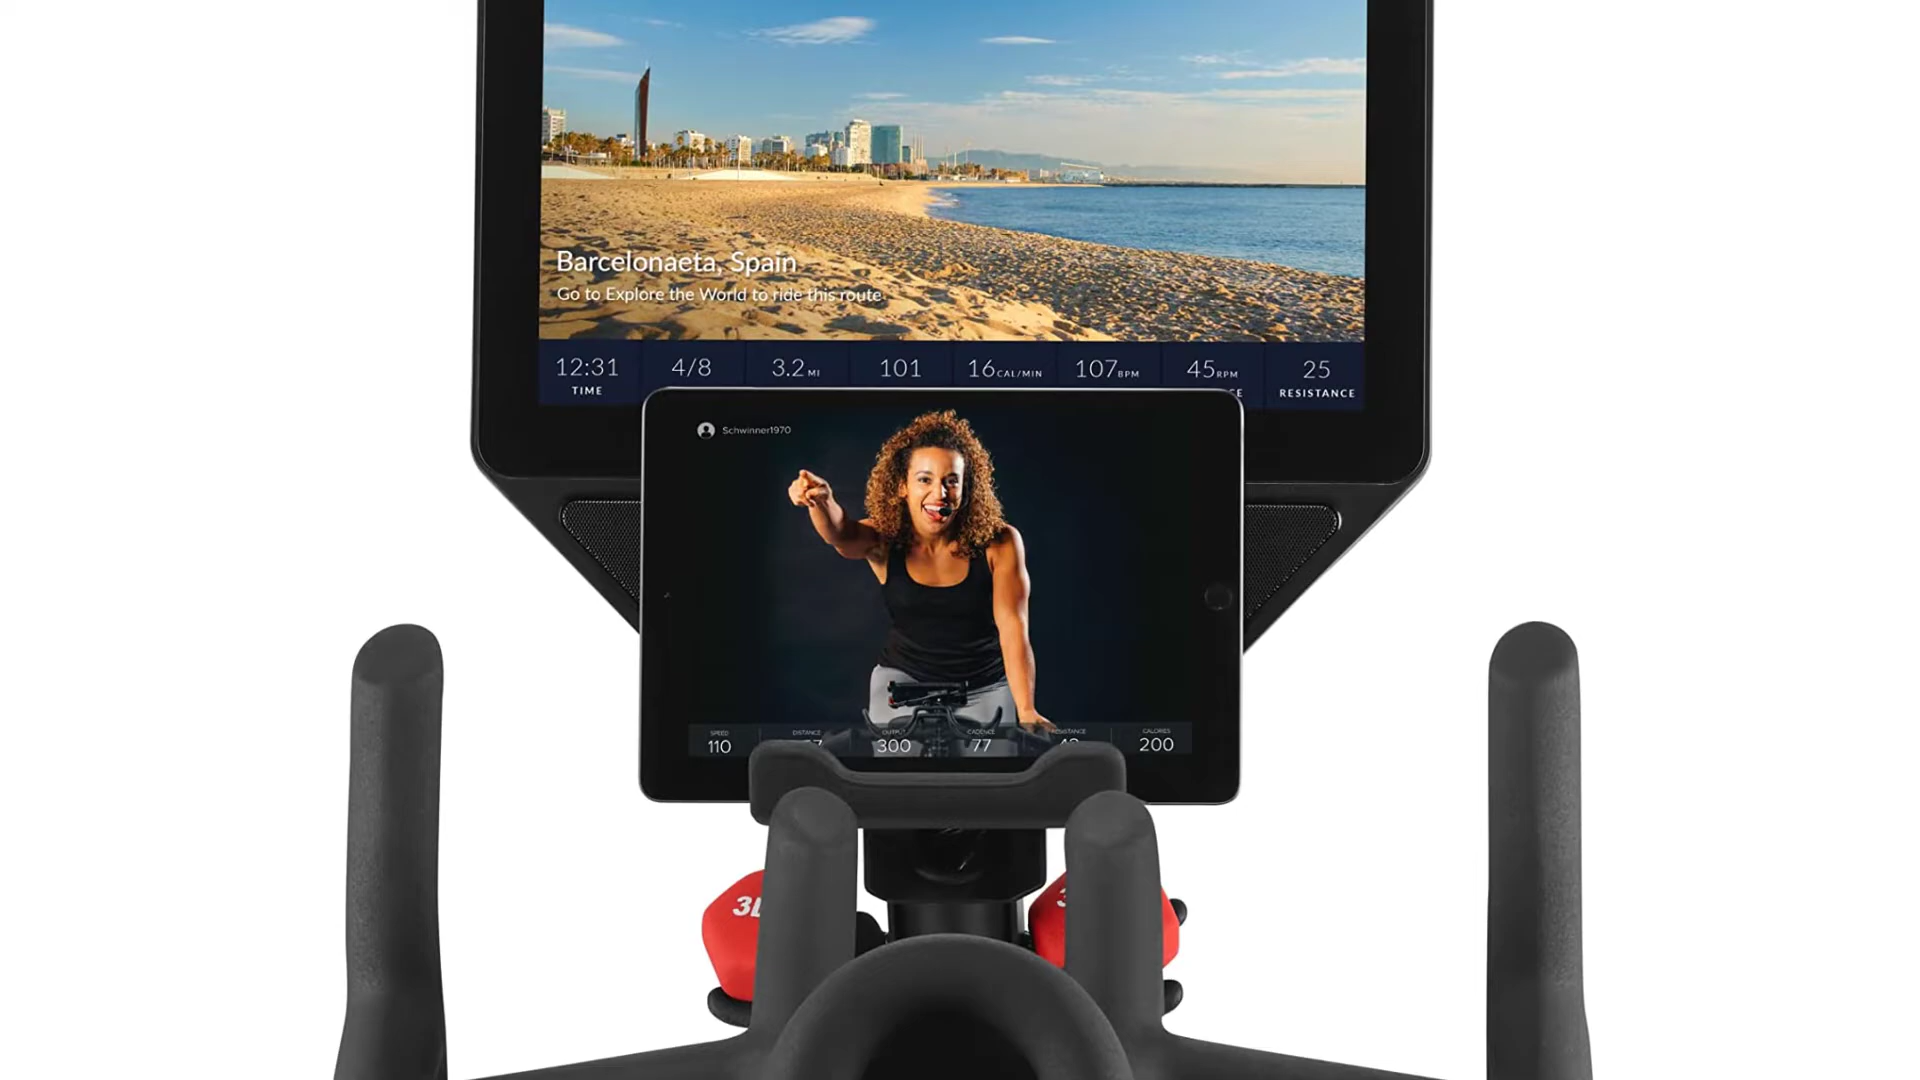 Barcelonaeta, Spain
Go to Explore the World to ride this route
12:31 4/8 3.2 MI 101 16 CAL/MIN 107 BPM 45 RPM 25
TIME RESISTANCE
Schwinner1970
SPEED DISTANCE OUTPUT CADENCE RESISTANCE CALORIES
110 300 77 200